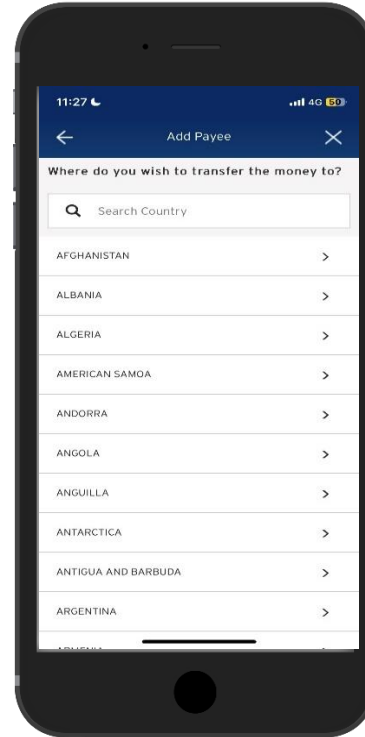 11:27 4G 50
Add Payee
Where do you wish to transfer the money to?
Search Country
AFGHANISTAN
ALBANIA
ALGERIA
AMERICAN SAMOA
ANDORRA
ANGOLA
ANGUILLA
ANTARCTICA
ANTIGUA AND BARBUDA
ARGENTINA